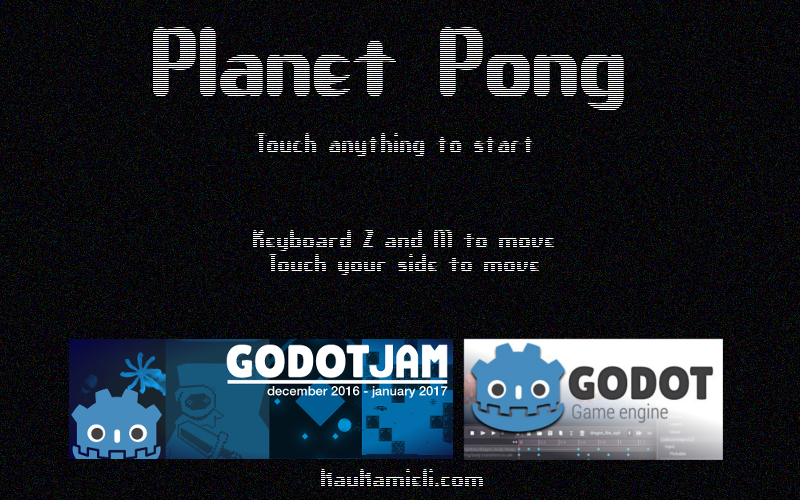 Planet Pong
Touch anything to start
Keyboard Z and M to move
Touch your side to move
GODOTJAM
december 2016 - january 2017
GODOT
Game engine
haukamieli.com